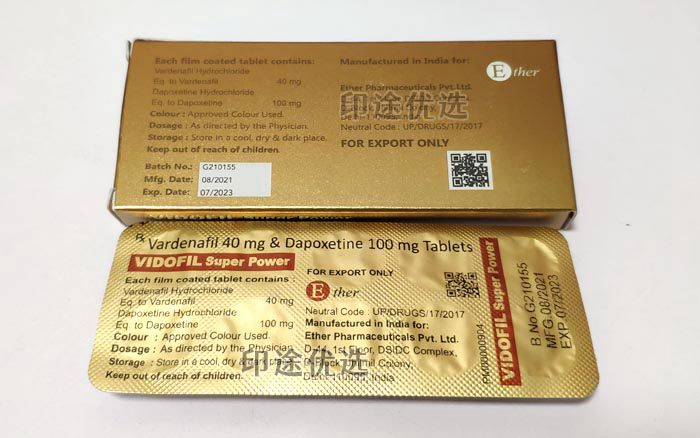 Each film coated tablet contains:
Vardenafil Hydrochloride
Eq. to Vardenafil 40 mg
Dapoxetine Hydrochloride
Eq. to Dapoxetine 100 mg
Colour : Approved Colour Used.
Dosage : As directed by the Physician.
Storage : Store in a cool, dry & dark place.
Keep out of reach of children.
Batch No.: G210155
Mfg. Date: 08/2021
Exp. Date: 07/2023
Manufactured in India for:
Ether Pharmaceuticals Pvt. Ltd.
Neutral Code : UP/DRUGS/17/2017
FOR EXPORT ONLY
Ether
印途优选
Vardenafil 40 mg & Dapoxetine 100 mg Tablets
VIDOFIL Super Power
Each film coated tablet contains :
Vardenafil Hydrochloride
Eq. to Vardenafil 40 mg
Dapoxetine Hydrochloride
Eq. to Dapoxetine 100 mg
Colour : Approved Colour Used.
Dosage : As directed by the Physician
Storage : Store in a cool, dry &
Keep out of reach of children.
FOR EXPORT ONLY
Ether
Neutral Code : UP/DRUGS/17/2017
Manufactured in India for:
Ether Pharmaceuticals Pvt. Ltd.
Floor, DSIDC Complex,
Colony,
India
印途优选
PK00000904
VIDOFIL Super Power
B No G210155
MFG.08/2021
EXP 07/2023